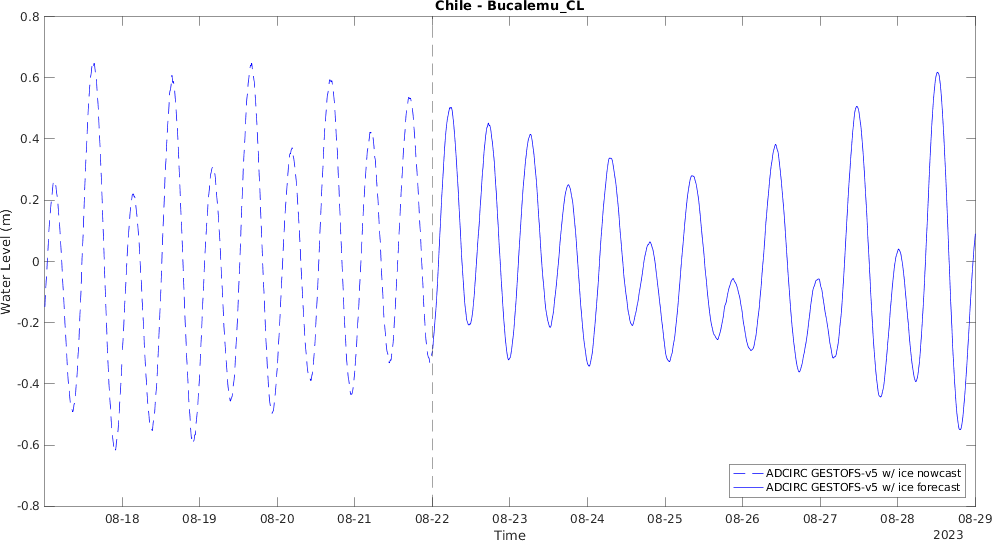 Chile - Bucalemu_CL
Water Level (m)
0.8
0.6
0.4
0.2
0
-0.2
-0.4
-0.6
-0.8
08-18 08-19 08-20 08-21 08-22 08-23 08-24 08-25 08-26 08-27 08-28 08-29
Time
2023
ADCIRC GESTOFS-v5 w/ ice nowcast
ADCIRC GESTOFS-v5 w/ ice forecast